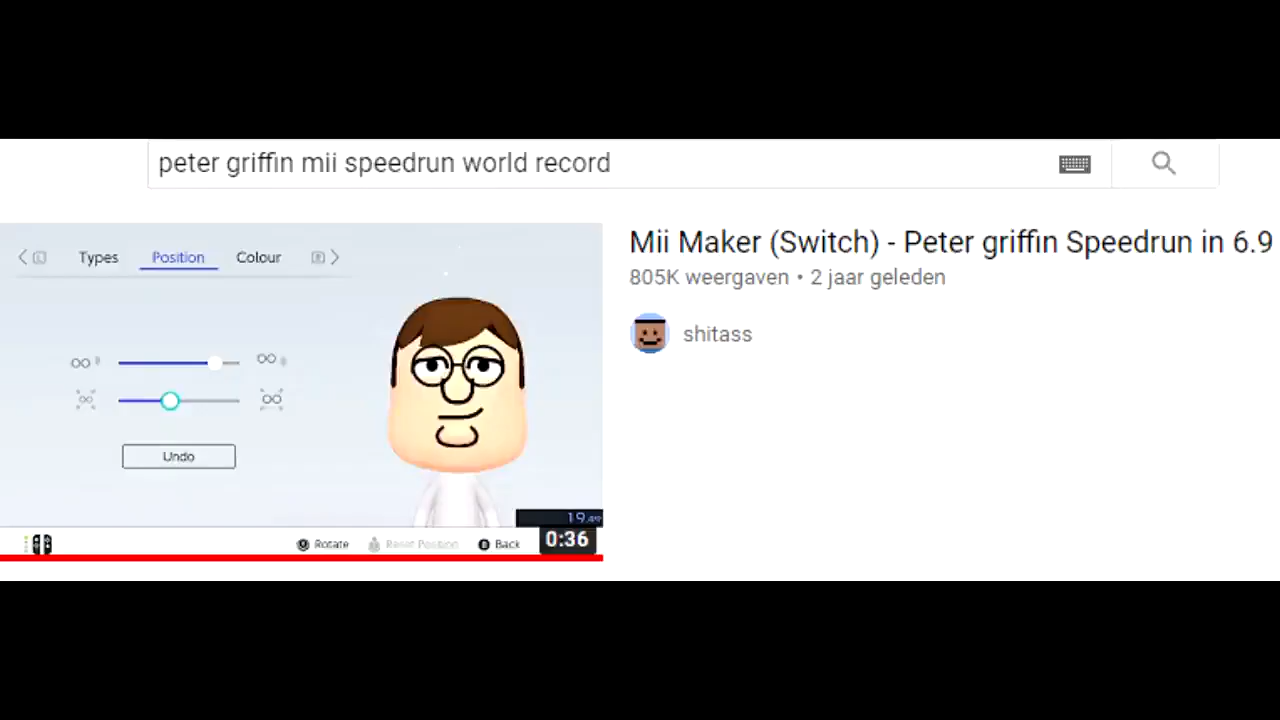 peter griffin mii speedrun world record
Types Position Colour
Mii Maker (Switch) - Peter griffin Speedrun in 6.9
805K weergaven • 2 jaar geleden
shitass
Undo
19.49
Rotate Reset Position Back
0:36